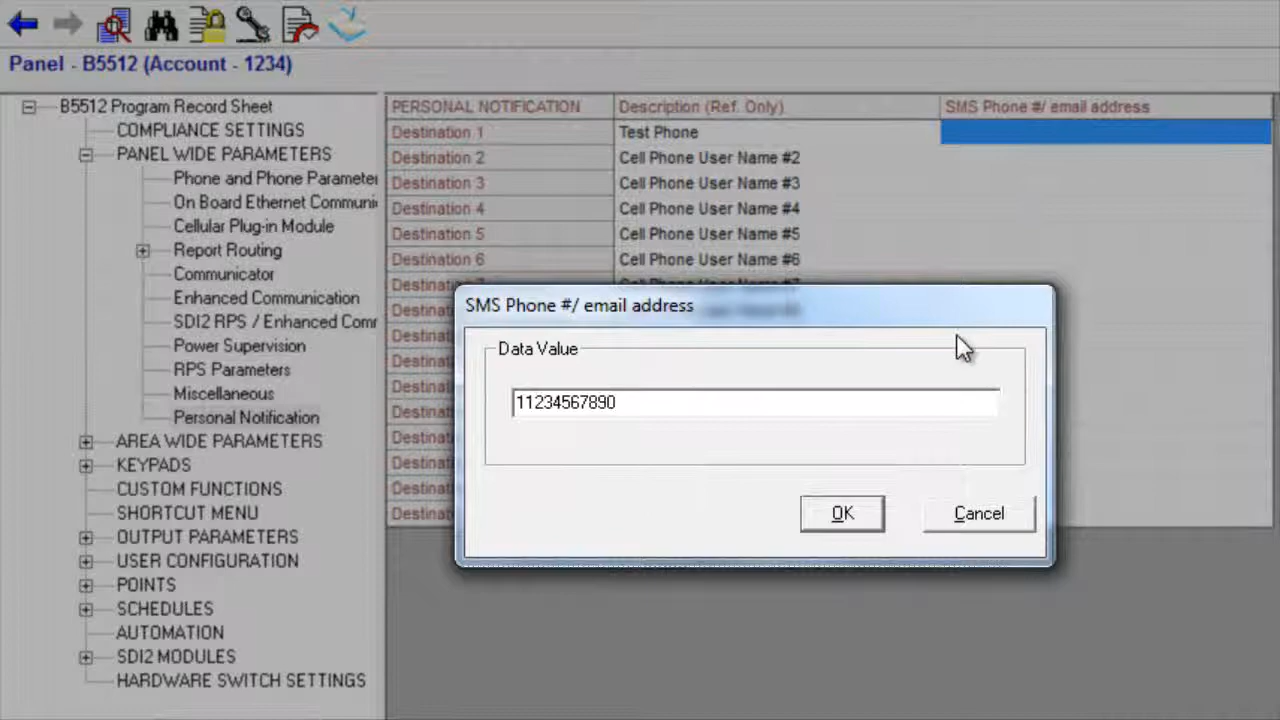 Panel - B5512 (Account - 1234)
B5512 Program Record Sheet
COMPLIANCE SETTINGS
PANEL WIDE PARAMETERS
Phone and Phone Parameter
On Board Ethernet Communic
Cellular Plug-in Module
Report Routing
Communicator
Enhanced Communication
SDI2 RPS / Enhanced Comm
Power Supervision
RPS Parameters
Miscellaneous
Personal Notification
AREA WIDE PARAMETERS
KEYPADS
CUSTOM FUNCTIONS
SHORTCUT MENU
OUTPUT PARAMETERS
USER CONFIGURATION
POINTS
SCHEDULES
AUTOMATION
SDI2 MODULES
HARDWARE SWITCH SETTINGS
PERSONAL NOTIFICATION Description (Ref. Only) SMS Phone #/ email address
Destination 1 Test Phone
Destination 2 Cell Phone User Name #2
Destination 3 Cell Phone User Name #3
Destination 4 Cell Phone User Name #4
Destination 5 Cell Phone User Name #5
Destination 6 Cell Phone User Name #6
SMS Phone #/ email address
Data Value
11234567890
OK Cancel